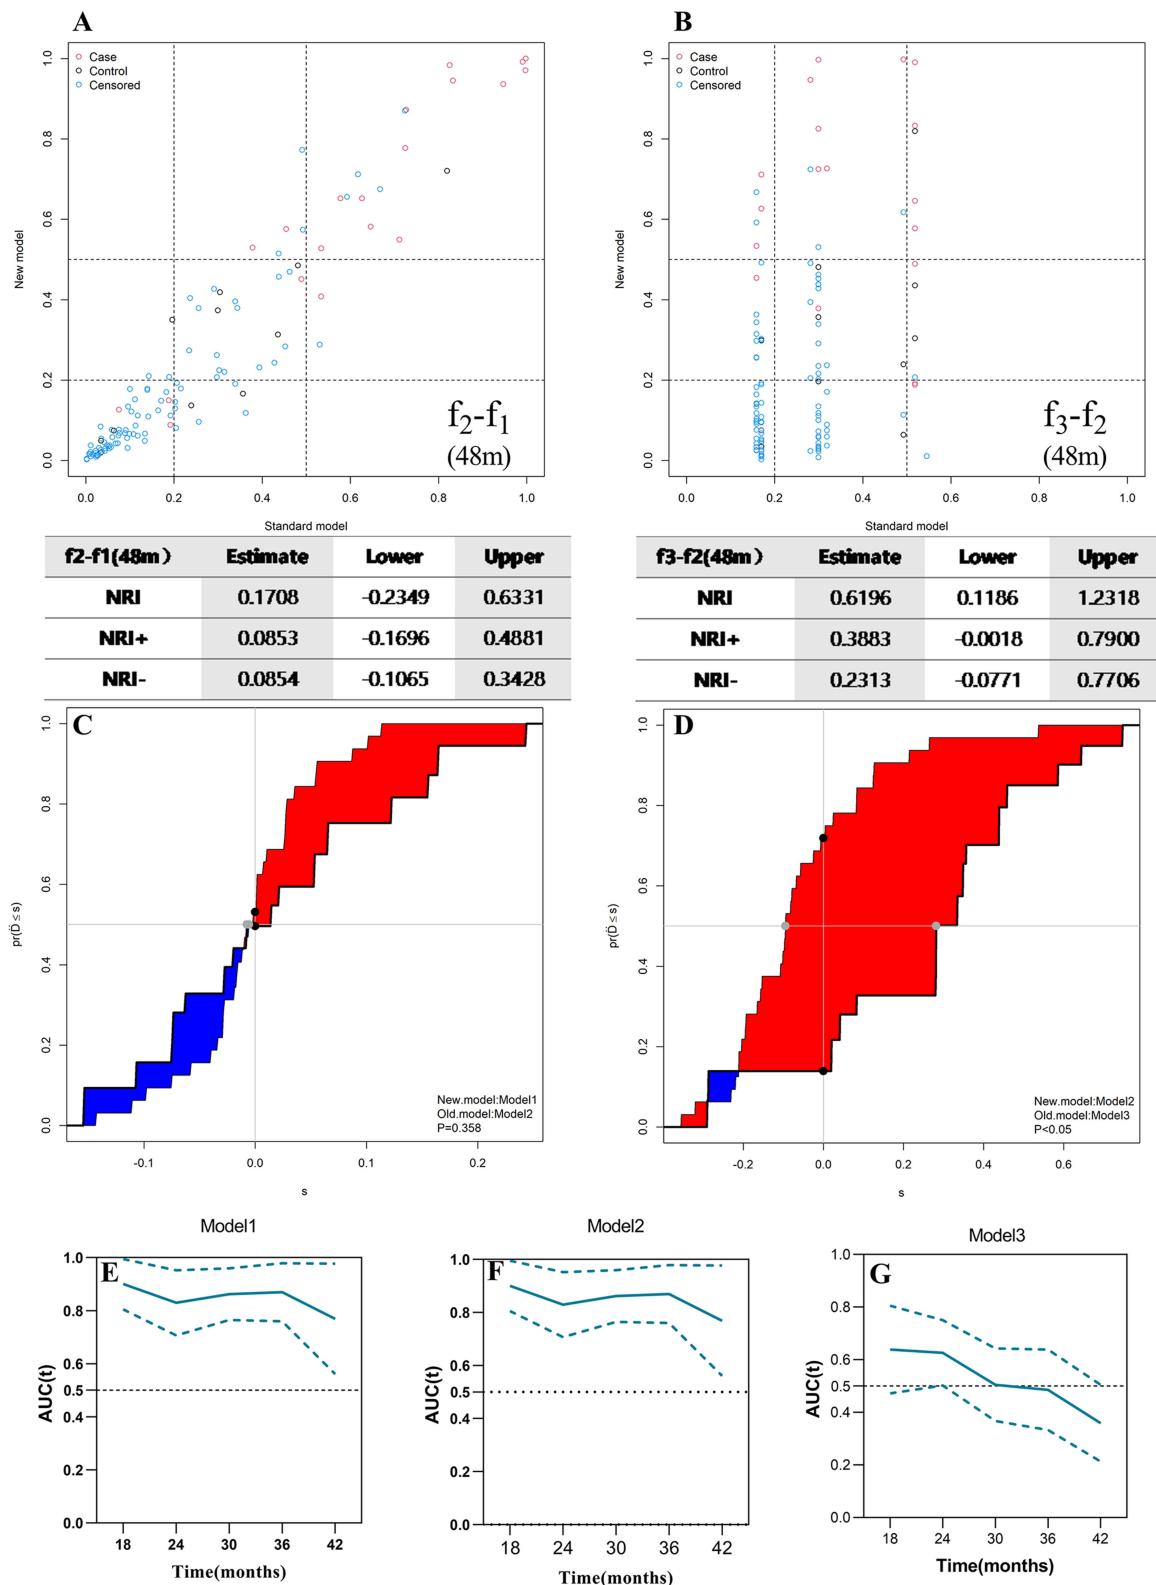 A
B
Case
Control
Censored
New model
1.0
0.8
0.6
0.4
0.2
0.0
f2-f1
(48m)
0.0 0.2 0.4 0.6 0.8 1.0
Standard model
Case
Control
Censored
New model
1.0
0.8
0.6
0.4
0.2
0.0
f3-f2
(48m)
0.0 0.2 0.4 0.6 0.8 1.0
Standard model
f2-f1(48m) Estimate Lower Upper
NRI 0.1708 -0.2349 0.6331
NRI+ 0.0853 -0.1696 0.4881
NRI- 0.0854 -0.1065 0.3428
f3-f2(48m) Estimate Lower Upper
NRI 0.6196 0.1186 1.2318
NRI+ 0.3883 -0.0018 0.7900
NRI- 0.2313 -0.0771 0.7706
C
pr(D̂ ≤ s)
1.0
0.8
0.6
0.4
0.2
0.0
New.model:Model1
Old.model:Model2
P=0.358
-0.1 0.0 0.1 0.2
s
D
pr(D̂ ≤ s)
1.0
0.8
0.6
0.4
0.2
0.0
New.model:Model2
Old.model:Model3
P<0.05
-0.2 0.0 0.2 0.4 0.6
s
Model1
E
AUC(t)
1.0
0.8
0.6
0.5
0.4
0.2
0.0
18 24 30 36 42
Time(months)
Model2
F
AUC(t)
1.0
0.8
0.6
0.5
0.4
0.2
0.0
18 24 30 36 42
Time(months)
Model3
G
AUC(t)
1.0
0.8
0.6
0.5
0.4
0.2
0.0
18 24 30 36 42
Time(months)